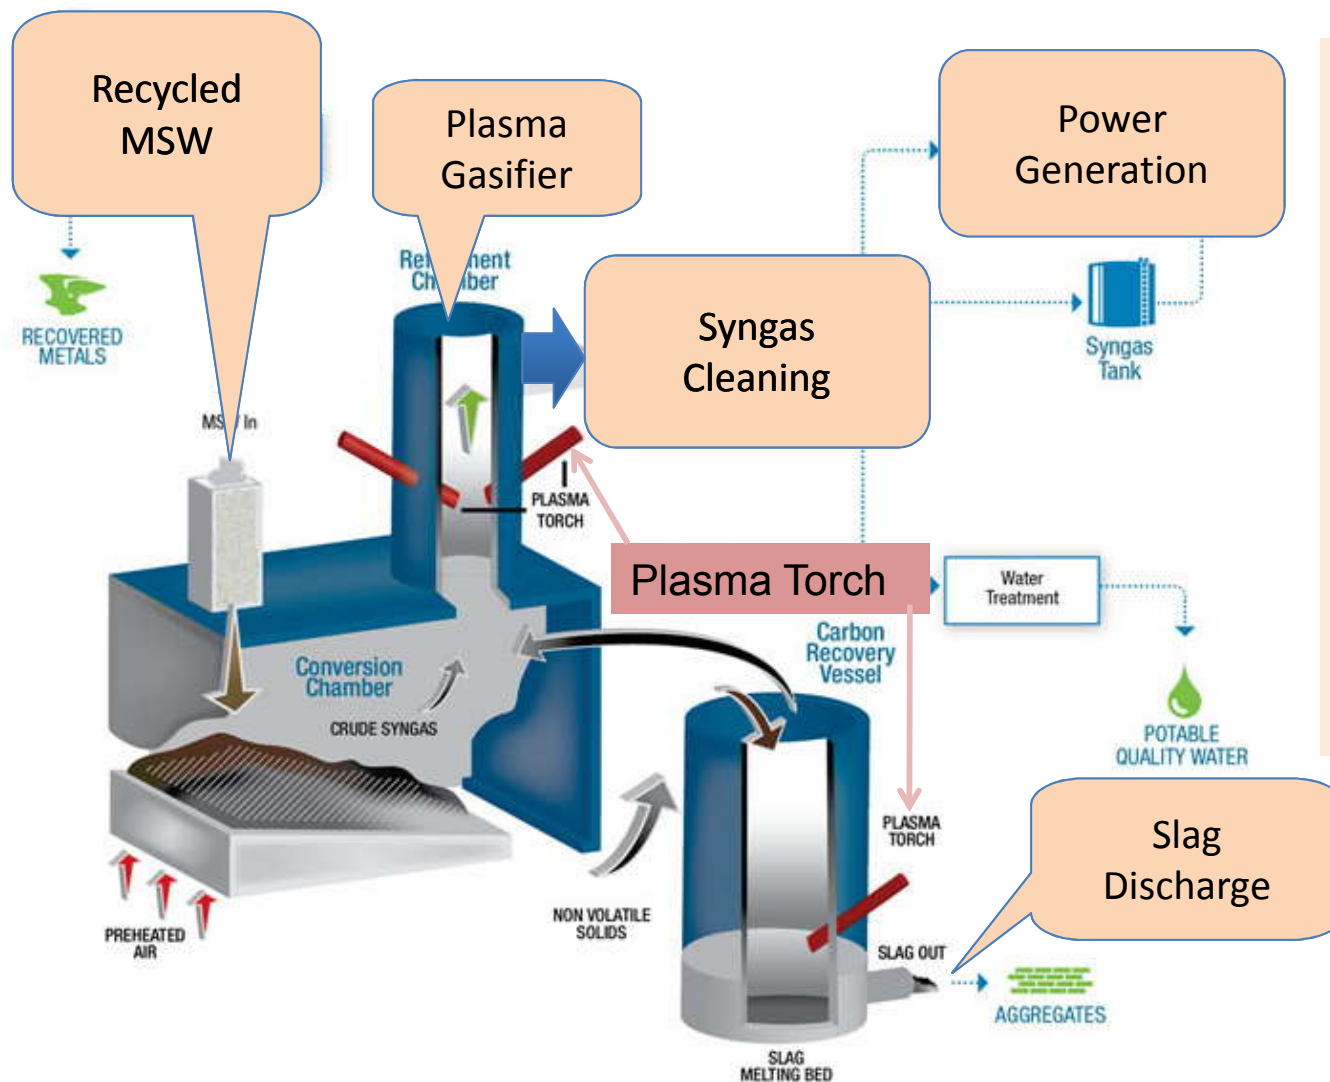 Recycled
MSW
Plasma
Gasifier
Power
Generation
Syngas
Cleaning
Syngas
Tank
RECOVERED
METALS
In
PLASMA
TORCH
Plasma Torch
Water
Treatment
Carbon
Recovery
Vessel
Conversion
Chamber
CRUDE SYNGAS
POTABLE
QUALITY WATER
PLASMA
TORCH
Slag
Discharge
NON VOLATILE
SOLIDS
PREHEATED
AIR
SLAG OUT
AGGREGATES
SLAG
MELTING BED